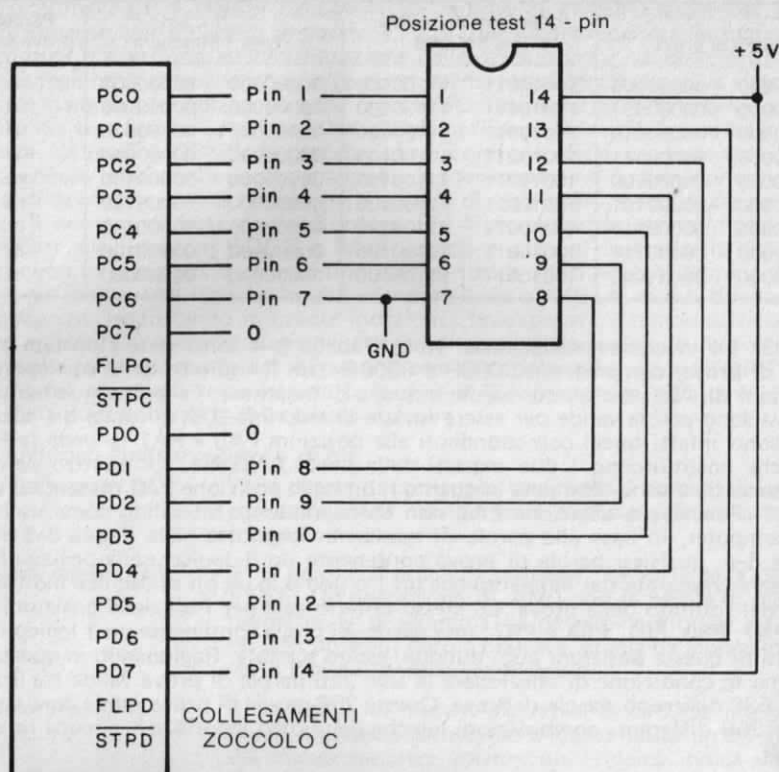 Posizione test 14 - pin
+ 5V
PC0 Pin 1 1 14
PC1 Pin 2 2 13
PC2 Pin 3 3 12
PC3 Pin 4 4 11
PC4 Pin 5 5 10
PC5 Pin 6 6 9
PC6 Pin 7 7 8
PC7 0
GND
ELPC
STPC
PD0 0
PD1 Pin 8
PD2 Pin 9
PD3 Pin 10
PD4 Pin 11
PD5 Pin 12
PD6 Pin 13
PD7 Pin 14
ELPD
STPD
COLLEGAMENTI
ZOCCOLO C